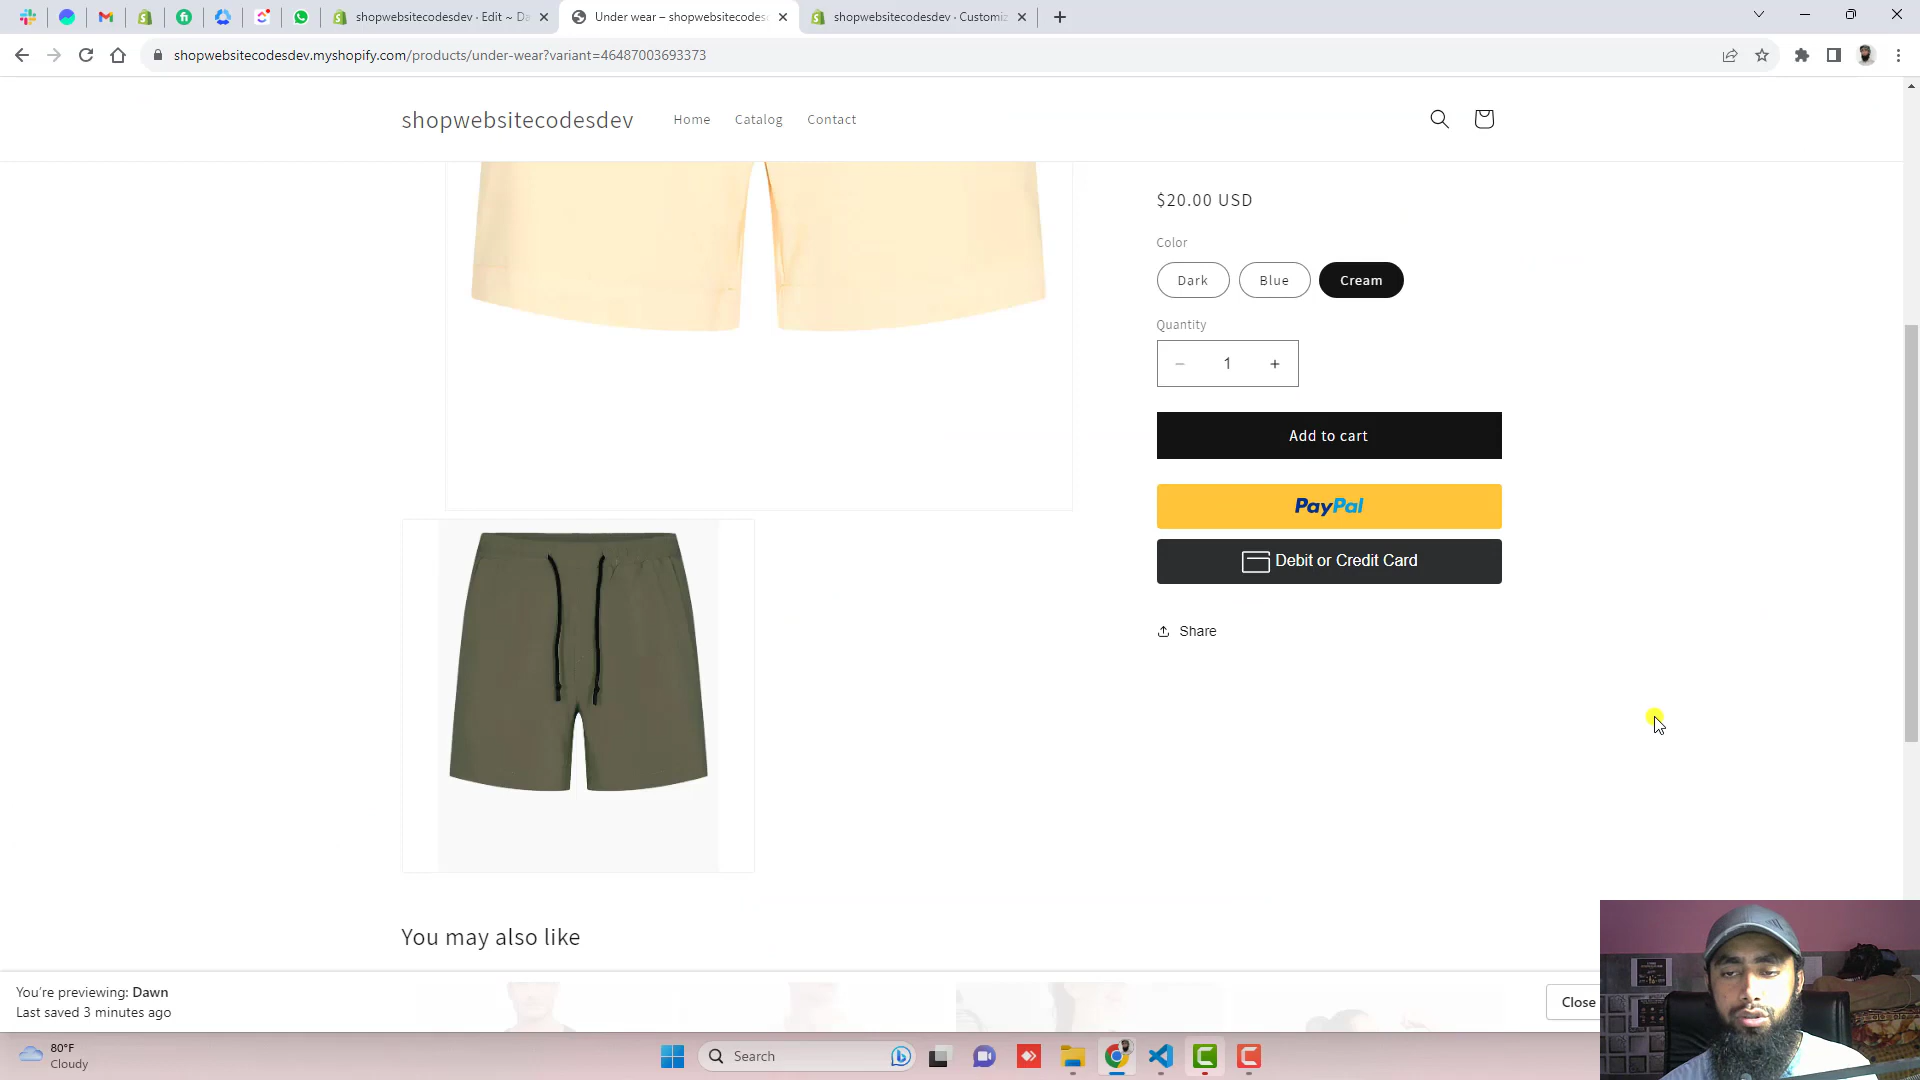 shopwebsitecodesdev · Edit ~ Da
Under wear – shopwebsitecodes
shopwebsitecodesdev · Customiz
shopwebsitecodesdev.myshopify.com/products/under-wear?variant=46487003693373
shopwebsitecodesdev
Home
Catalog
Contact
$20.00 USD
Color
Dark
Blue
Cream
Quantity
− 1 +
Add to cart
PayPal
Debit or Credit Card
Share
You may also like
You're previewing: Dawn
Last saved 3 minutes ago
Close
80°F
Cloudy
Search